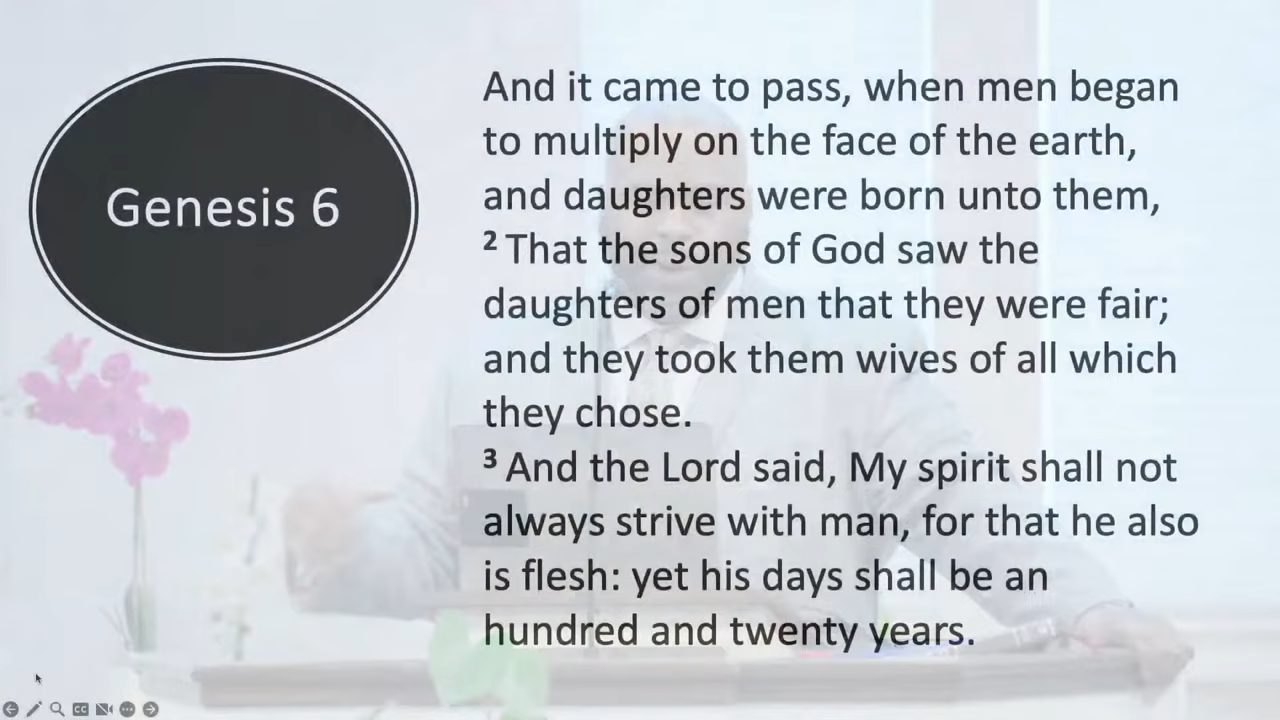 Genesis 6
And it came to pass, when men began
to multiply on the face of the earth,
and daughters were born unto them,
² That the sons of God saw the
daughters of men that they were fair;
and they took them wives of all which
they chose.
³ And the Lord said, My spirit shall not
always strive with man, for that he also
is flesh: yet his days shall be an
hundred and twenty years.
CC